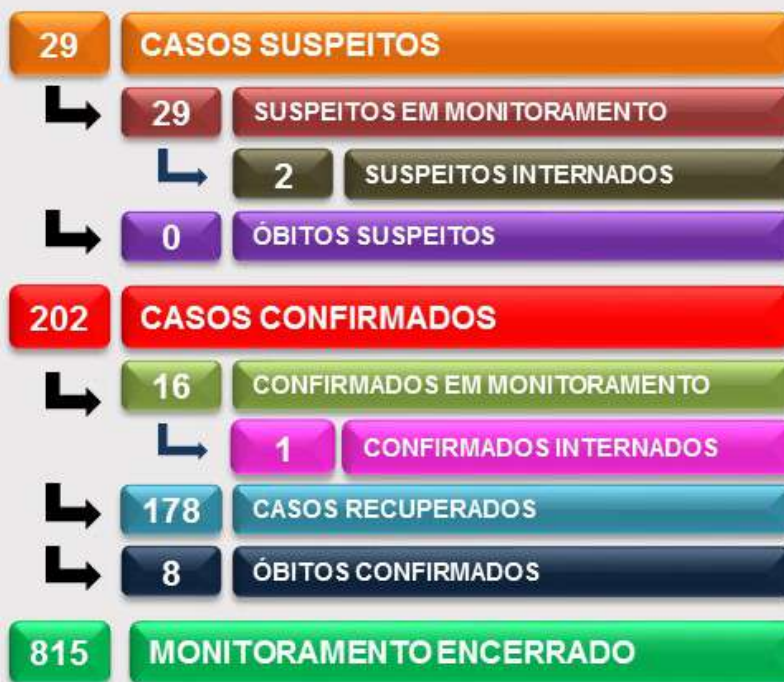 29 CASOS SUSPEITOS
29 SUSPEITOS EM MONITORAMENTO
2 SUSPEITOS INTERNADOS
0 ÓBITOS SUSPEITOS
202 CASOS CONFIRMADOS
16 CONFIRMADOS EM MONITORAMENTO
1 CONFIRMADOS INTERNADOS
178 CASOS RECUPERADOS
8 ÓBITOS CONFIRMADOS
815 MONITORAMENTO ENCERRADO